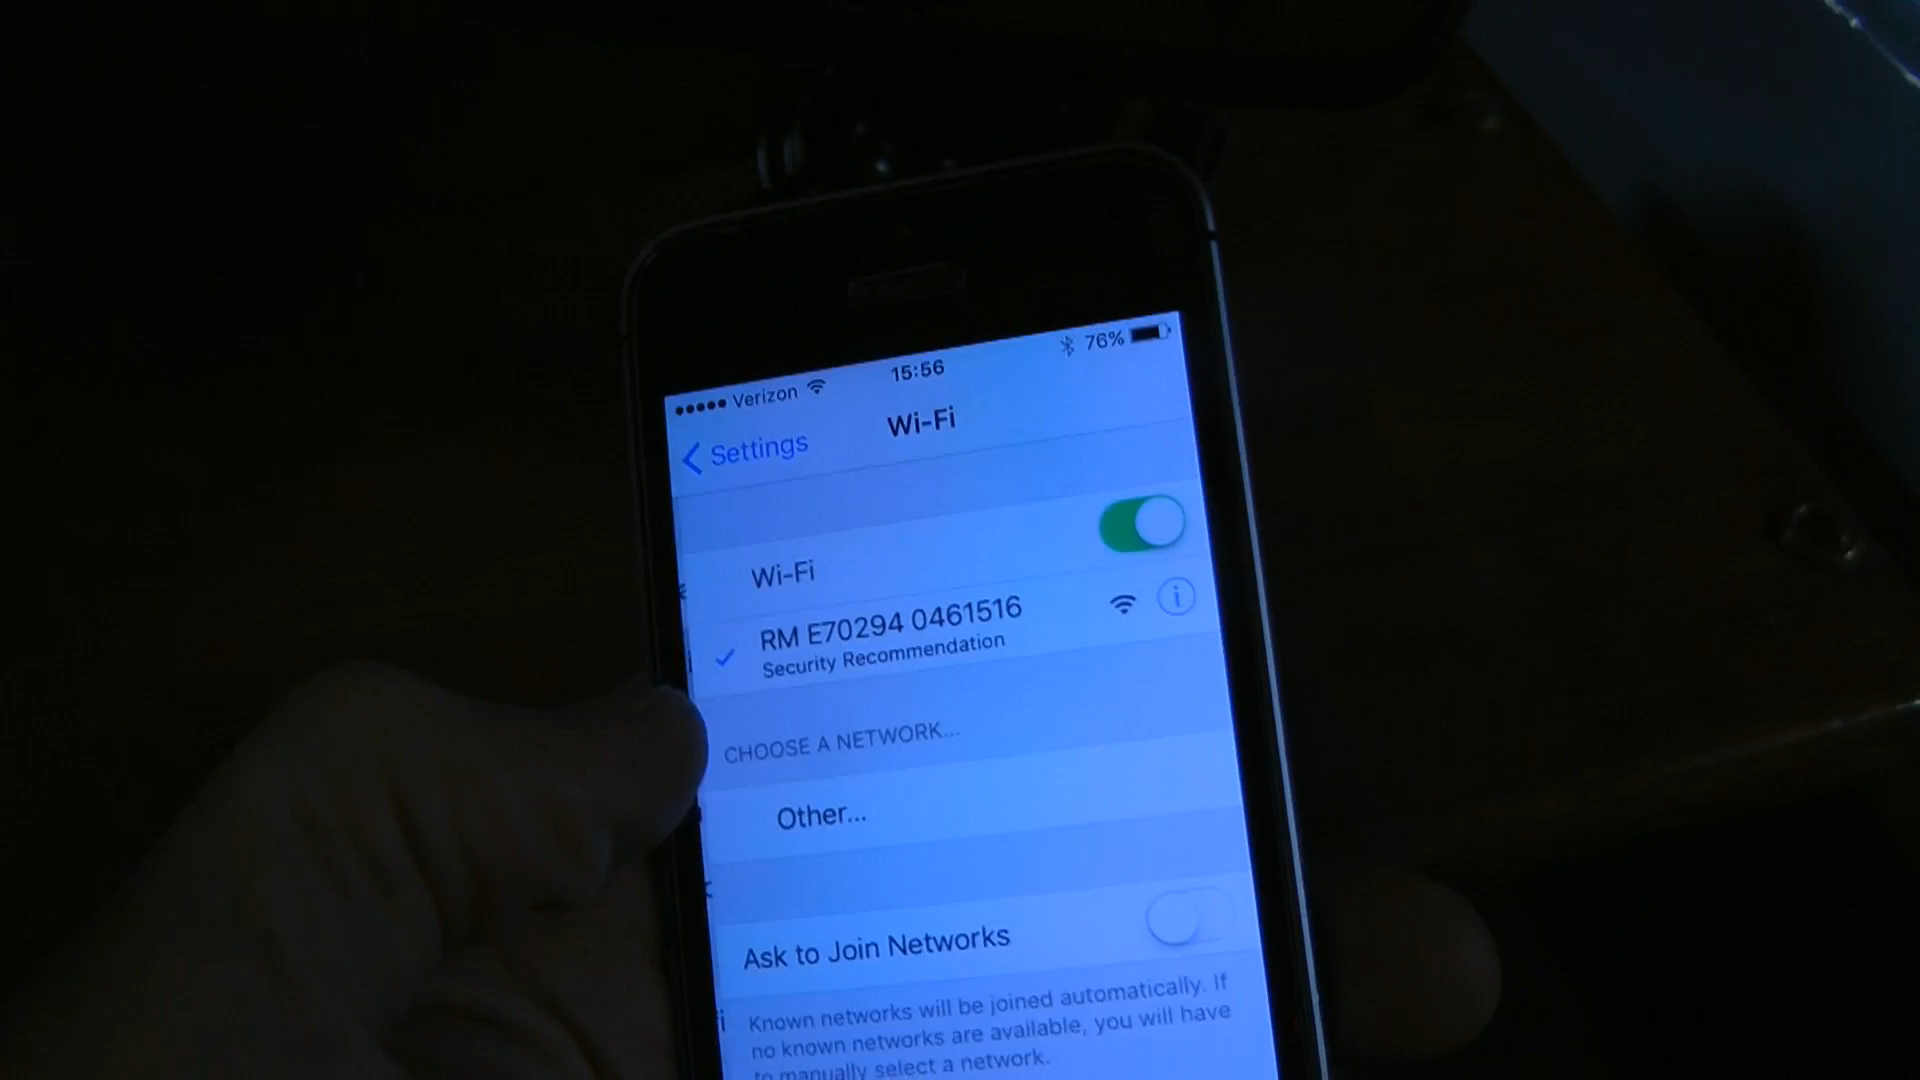 Verizon 15:56 76%
Settings Wi-Fi
Wi-Fi
RM E70294 0461516
Security Recommendation
CHOOSE A NETWORK...
Other...
Ask to Join Networks
Known networks will be joined automatically. If
no known networks are available, you will have
to manually select a network.